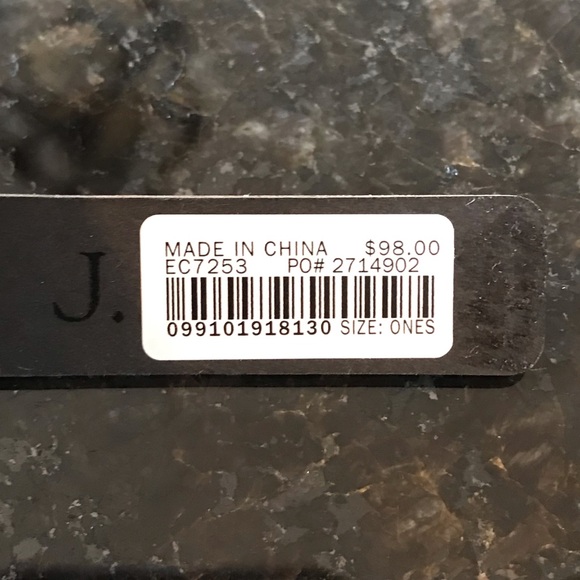 J.
MADE IN CHINA $98.00
EC7253 PO# 2714902
099101918130 SIZE: ONES